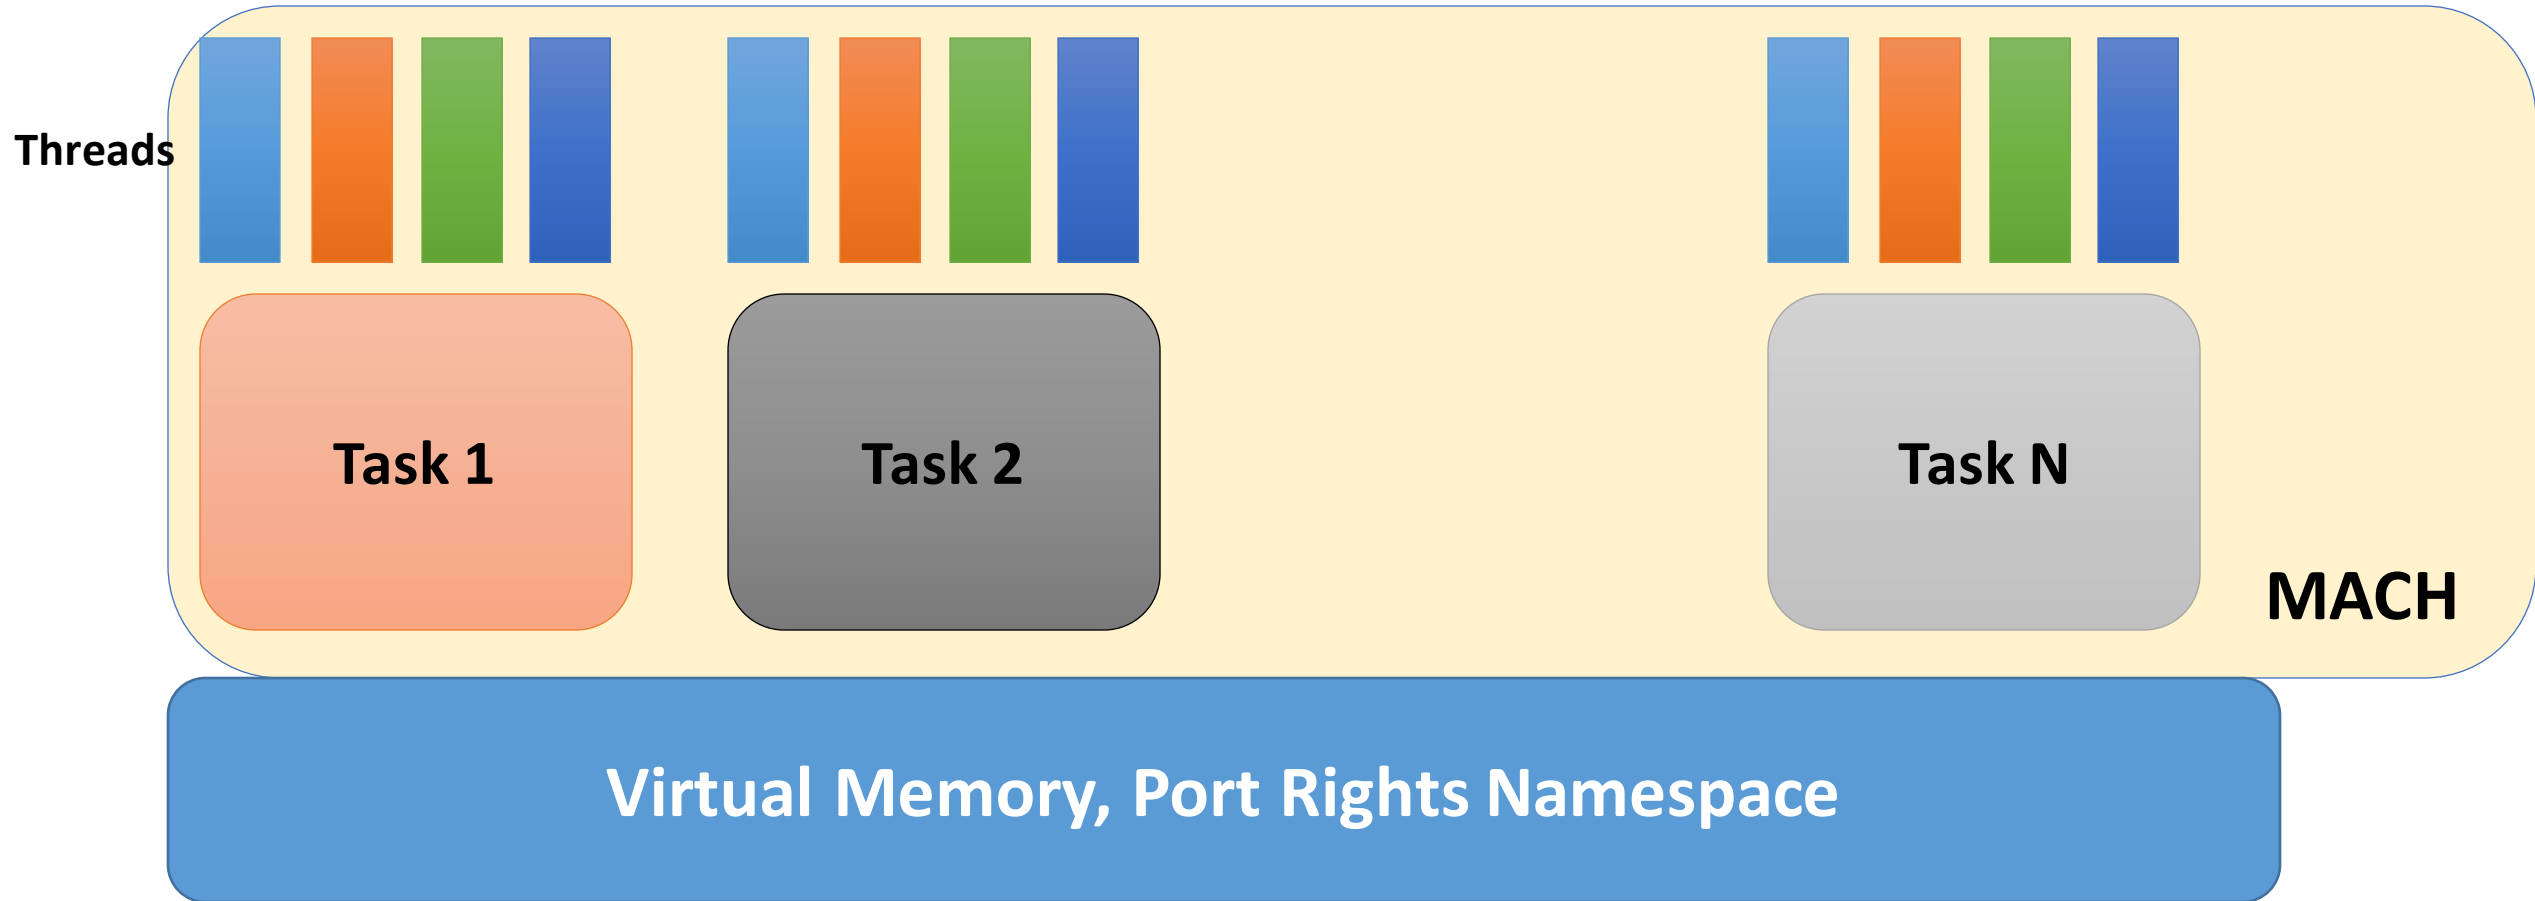 Threads
Task 1
Task 2
Task N
MACH
Virtual Memory, Port Rights Namespace